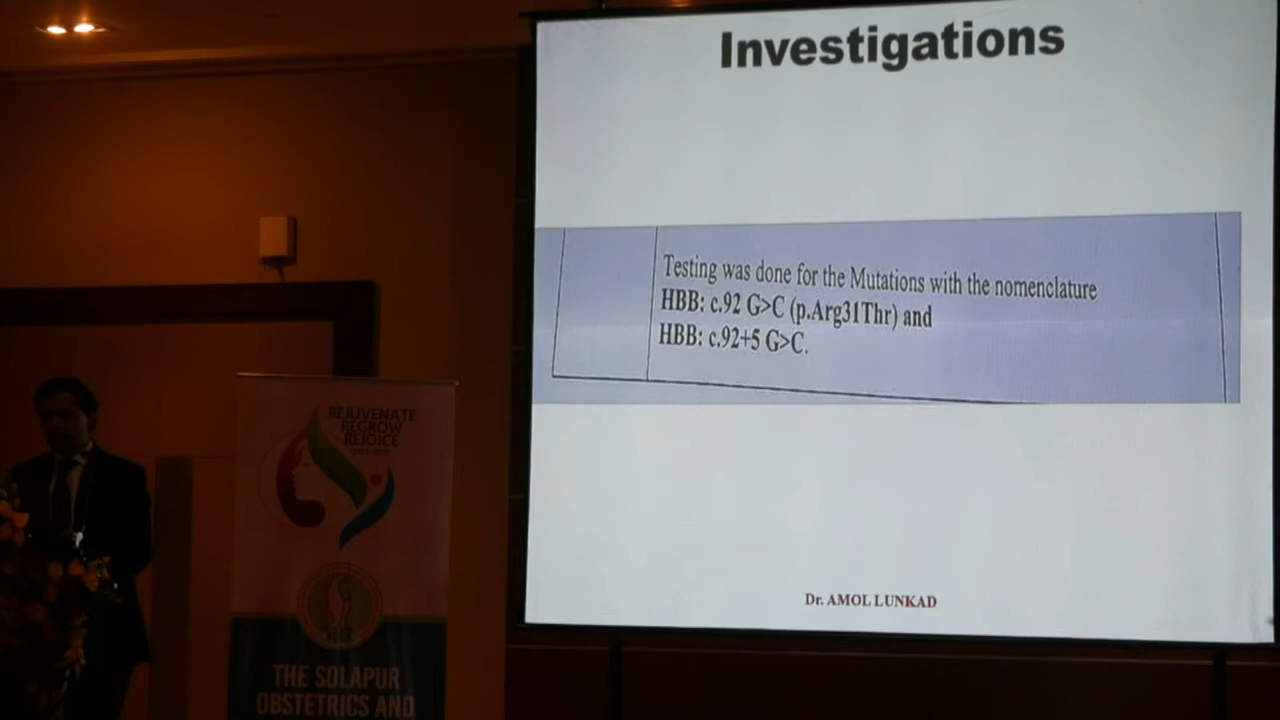 Investigations
Testing was done for the Mutations with the nomenclature
HBB: c.92 G>C (p.Arg31Thr) and
HBB: c.92+5 G>C.
Dr. AMOL LUNKAD
REJUVENATE
REGROW
REJOICE
THE SOLAPUR
OBSTETRICS AND